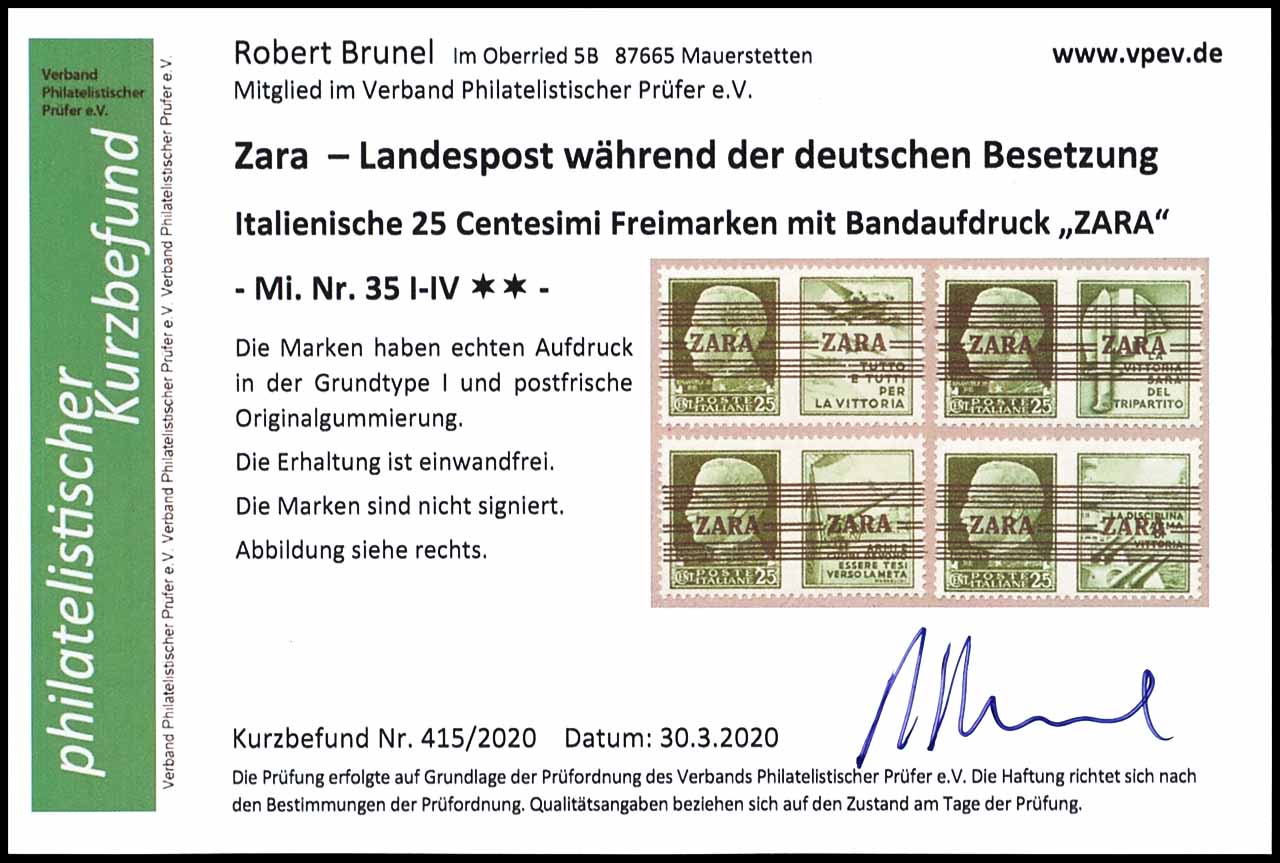 Verband
Philatelistischer
Prüfer e.V.
philatelistischer
Kurzbefund
Verband Philatelistischer Prüfer e.V. Verband Philatelistischer Prüfer e.V. Verband Philatelistischer Prüfer e.V.
Robert Brunel Im Oberried 5B 87665 Mauerstetten
www.vpev.de
Mitglied im Verband Philatelistischer Prüfer e.V.
Zara – Landespost während der deutschen Besetzung
Italienische 25 Centesimi Freimarken mit Bandaufdruck „ZARA“
- Mi. Nr. 35 I-IV ✶✶ -
Die Marken haben echten Aufdruck
in der Grundtype I und postfrische
Originalgummierung.
Die Erhaltung ist einwandfrei.
Die Marken sind nicht signiert.
Abbildung siehe rechts.
ZARA ZARA
TUTTO
E TUTTI
PER
LA VITTORIA
CENT. POSTE ITALIANE 25
ZARA ZARA
LA
VITTORIA
SARÀ
DEL
TRIPARTITO
CENT. POSTE ITALIANE 25
ZARA ZARA
ESSERE TESI
VERSO LA META
CENT. POSTE ITALIANE 25
ZARA ZARA
LA DISCIPLINA
VITTORIA
CENT. POSTE ITALIANE 25
Kurzbefund Nr. 415/2020 Datum: 30.3.2020
Die Prüfung erfolgte auf Grundlage der Prüfordnung des Verbands Philatelistischer Prüfer e.V. Die Haftung richtet sich nach
den Bestimmungen der Prüfordnung. Qualitätsangaben beziehen sich auf den Zustand am Tage der Prüfung.